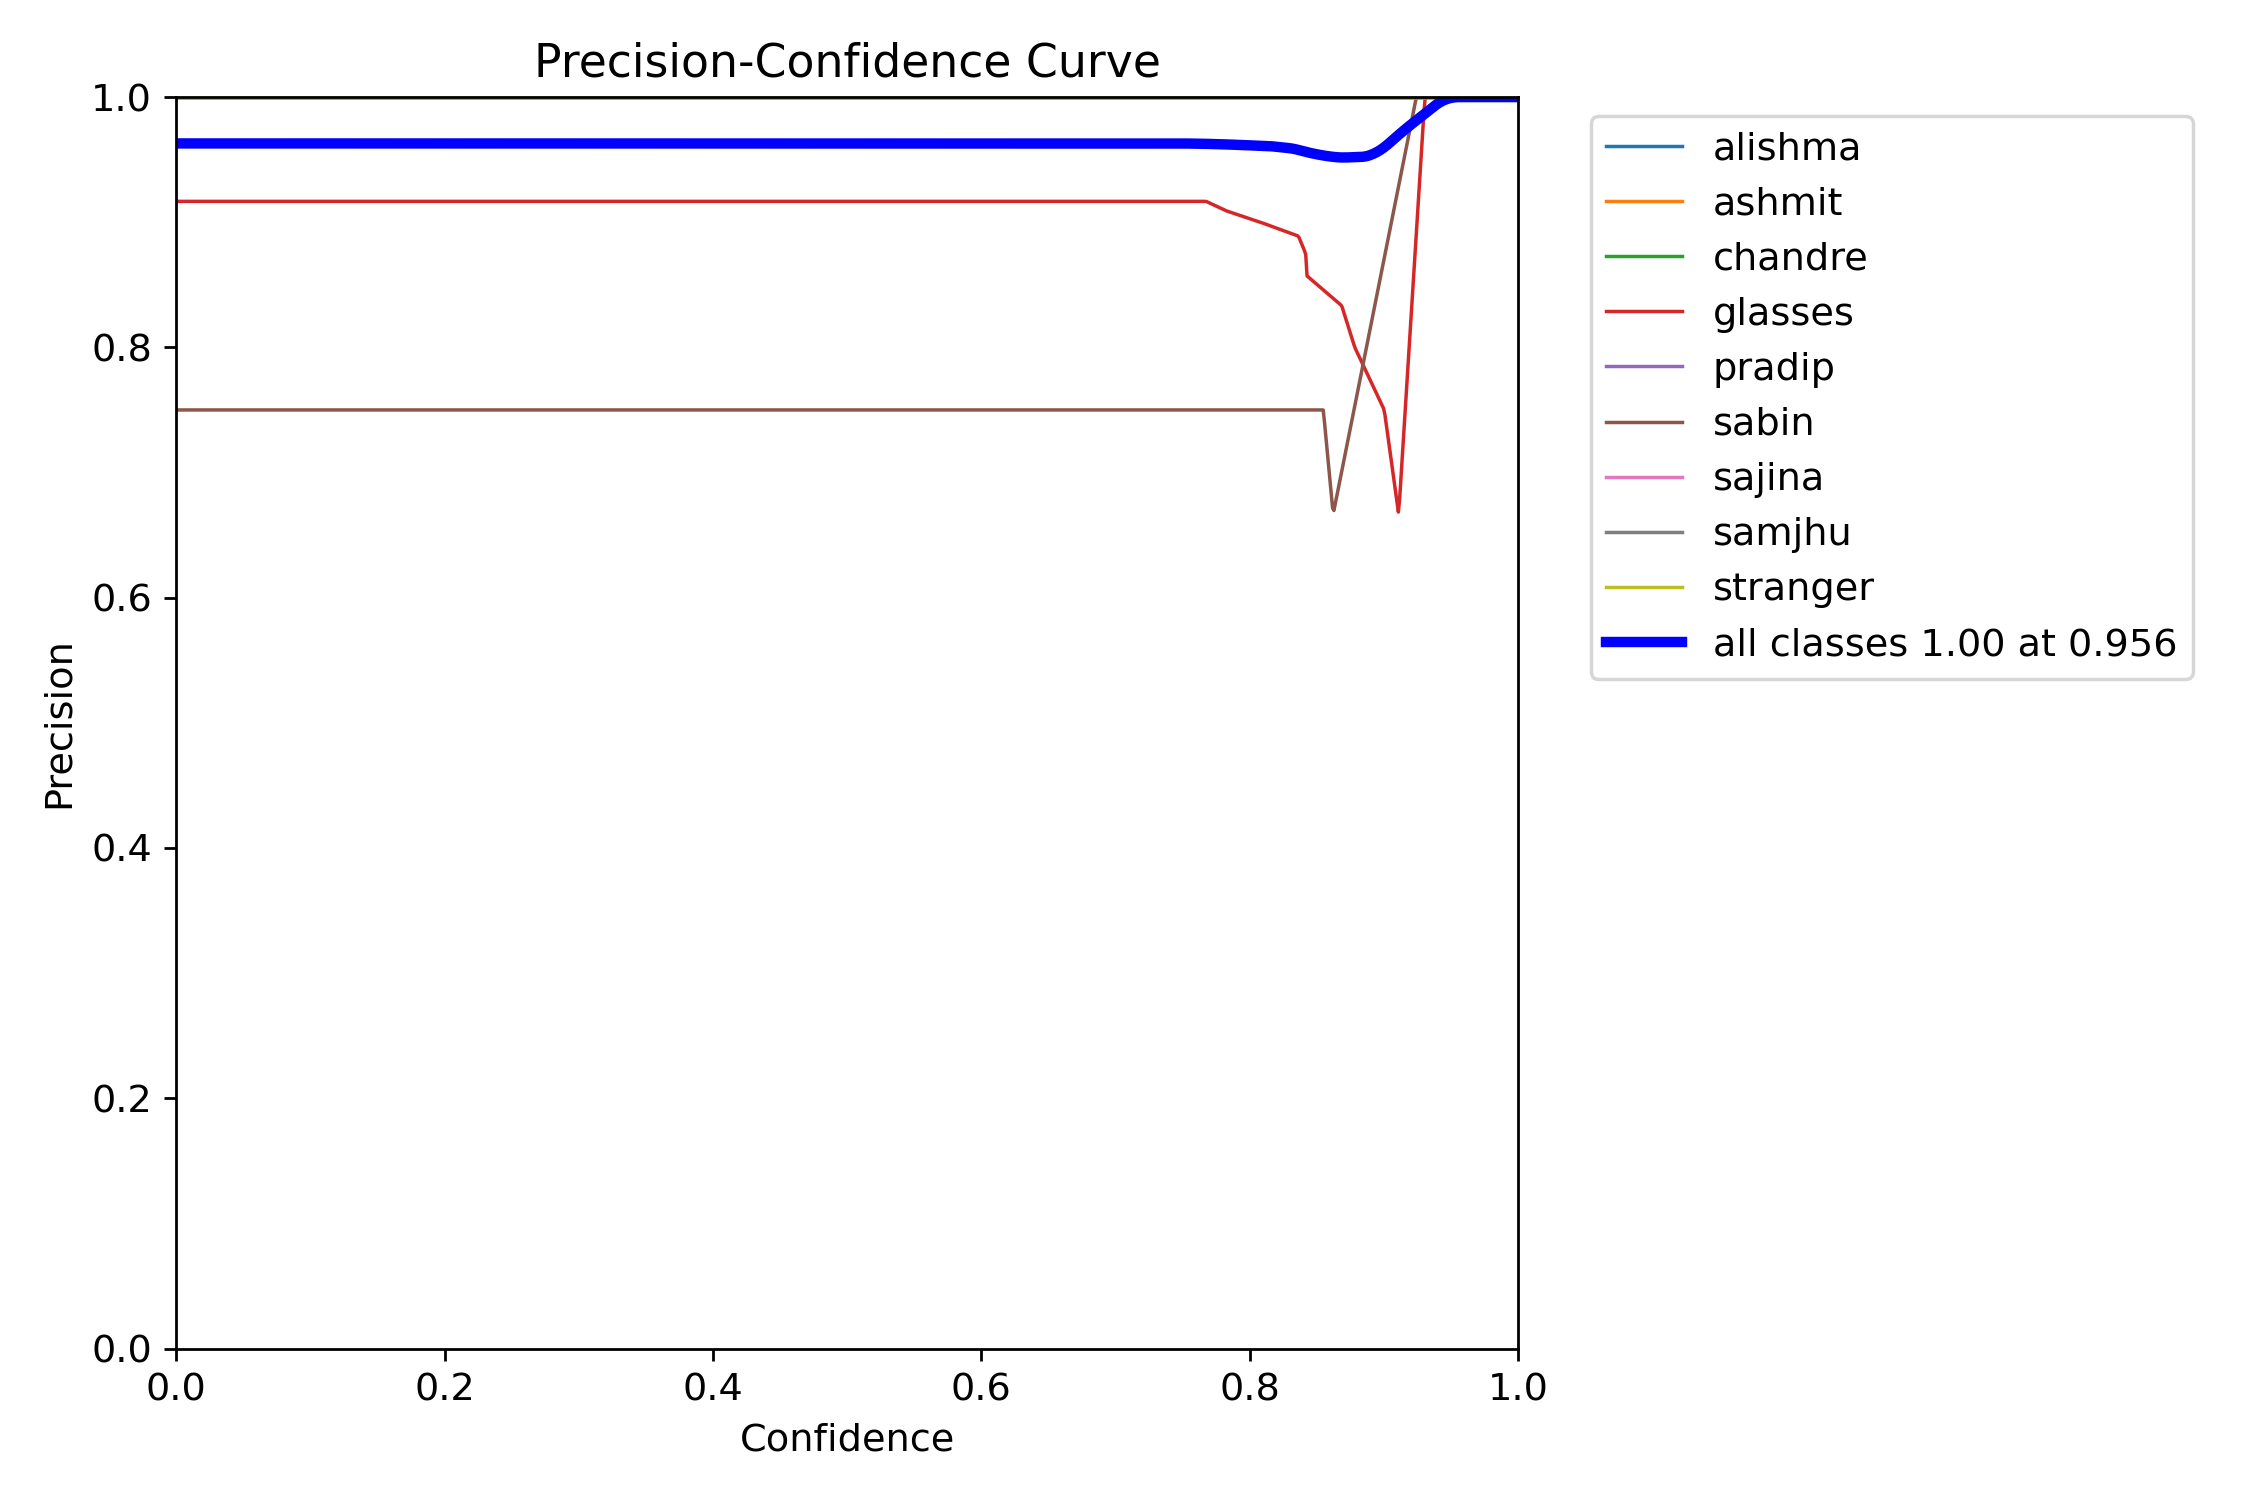 Precision-Confidence Curve
1.0
0.8
0.6
0.4
0.2
0.0
Precision
0.0 0.2 0.4 0.6 0.8 1.0
Confidence
alishma
ashmit
chandre
glasses
pradip
sabin
sajina
samjhu
stranger
all classes 1.00 at 0.956